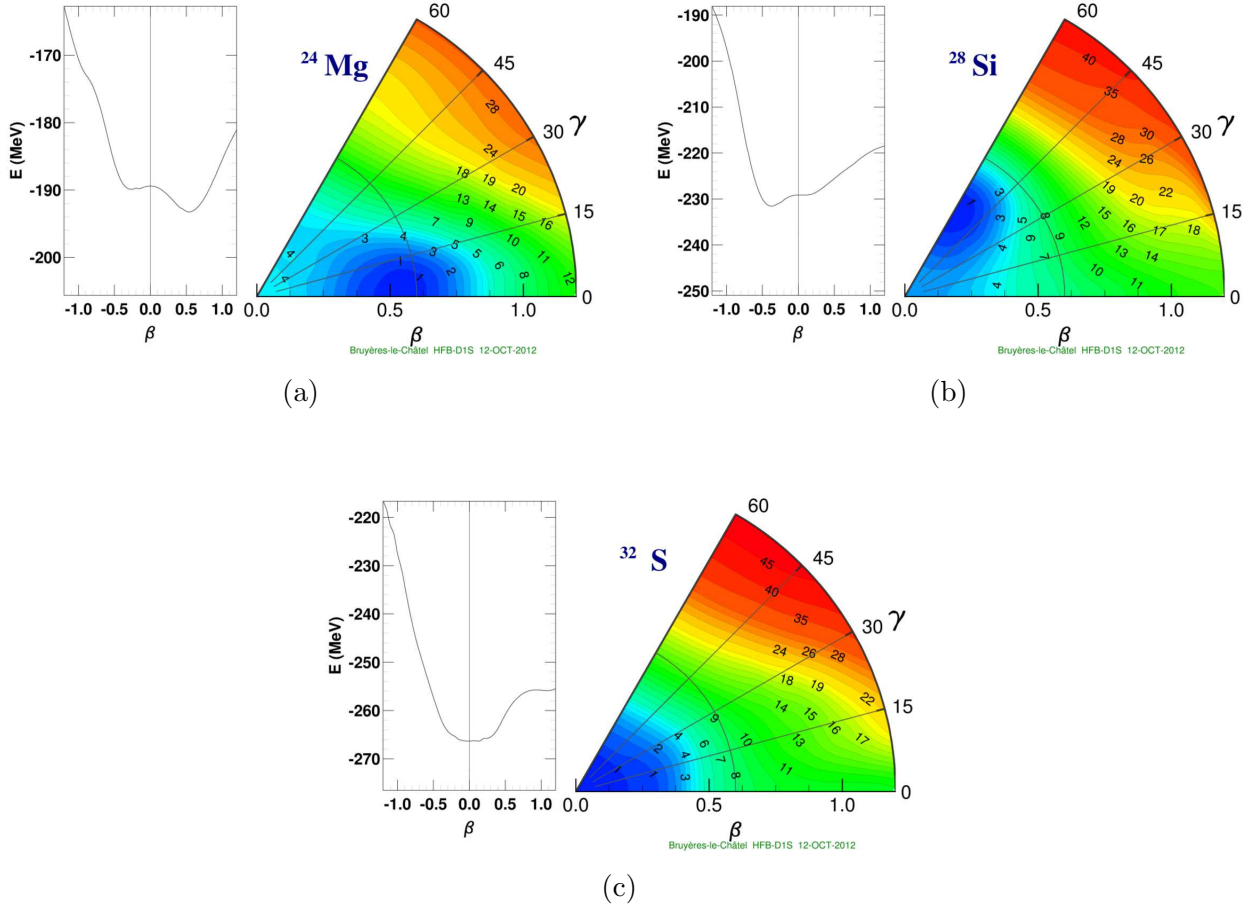 ²⁴ Mg
E (MeV)
-170
-180
-190
-200
-1.0 -0.5 0.0 0.5 1.0
β
60
45
30
γ
15
0
28
24
18 19 20
13 14 15 16
7 9 10 11 12
3 4 3 5 5 6 8
4 4 1 1 2
0.0 0.5 1.0
β
Bruyères-le-Châtel HFB-D1S 12-OCT-2012
(a)
²⁸ Si
E (MeV)
-190
-200
-210
-220
-230
-240
-250
-1.0 -0.5 0.0 0.5 1.0
β
60
45
30
γ
15
0
40
35
28 30
24 26
19 20 22
12 15 16 17 18
13 14
10 11
1 3 3 5 8
4 6 9
7
4
0.0 0.5 1.0
β
Bruyères-le-Châtel HFB-D1S 12-OCT-2012
(b)
³² S
E (MeV)
-220
-230
-240
-250
-260
-270
-1.0 -0.5 0.0 0.5 1.0
β
60
45
30
γ
15
0
45
40
35
24 26 28
18 19 22
14 15 16 17
9 10 13
4 6 11
2 4 7
1 1 3 8
0.0 0.5 1.0
β
Bruyères-le-Châtel HFB-D1S 12-OCT-2012
(c)